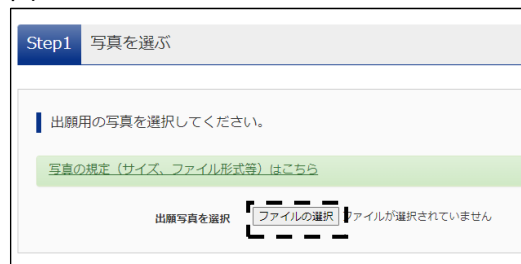 Step1 写真を選ぶ
出願用の写真を選択してください。
写真の規定（サイズ、ファイル形式等）はこちら
出願写真を選択 ファイルの選択 ファイルが選択されていません